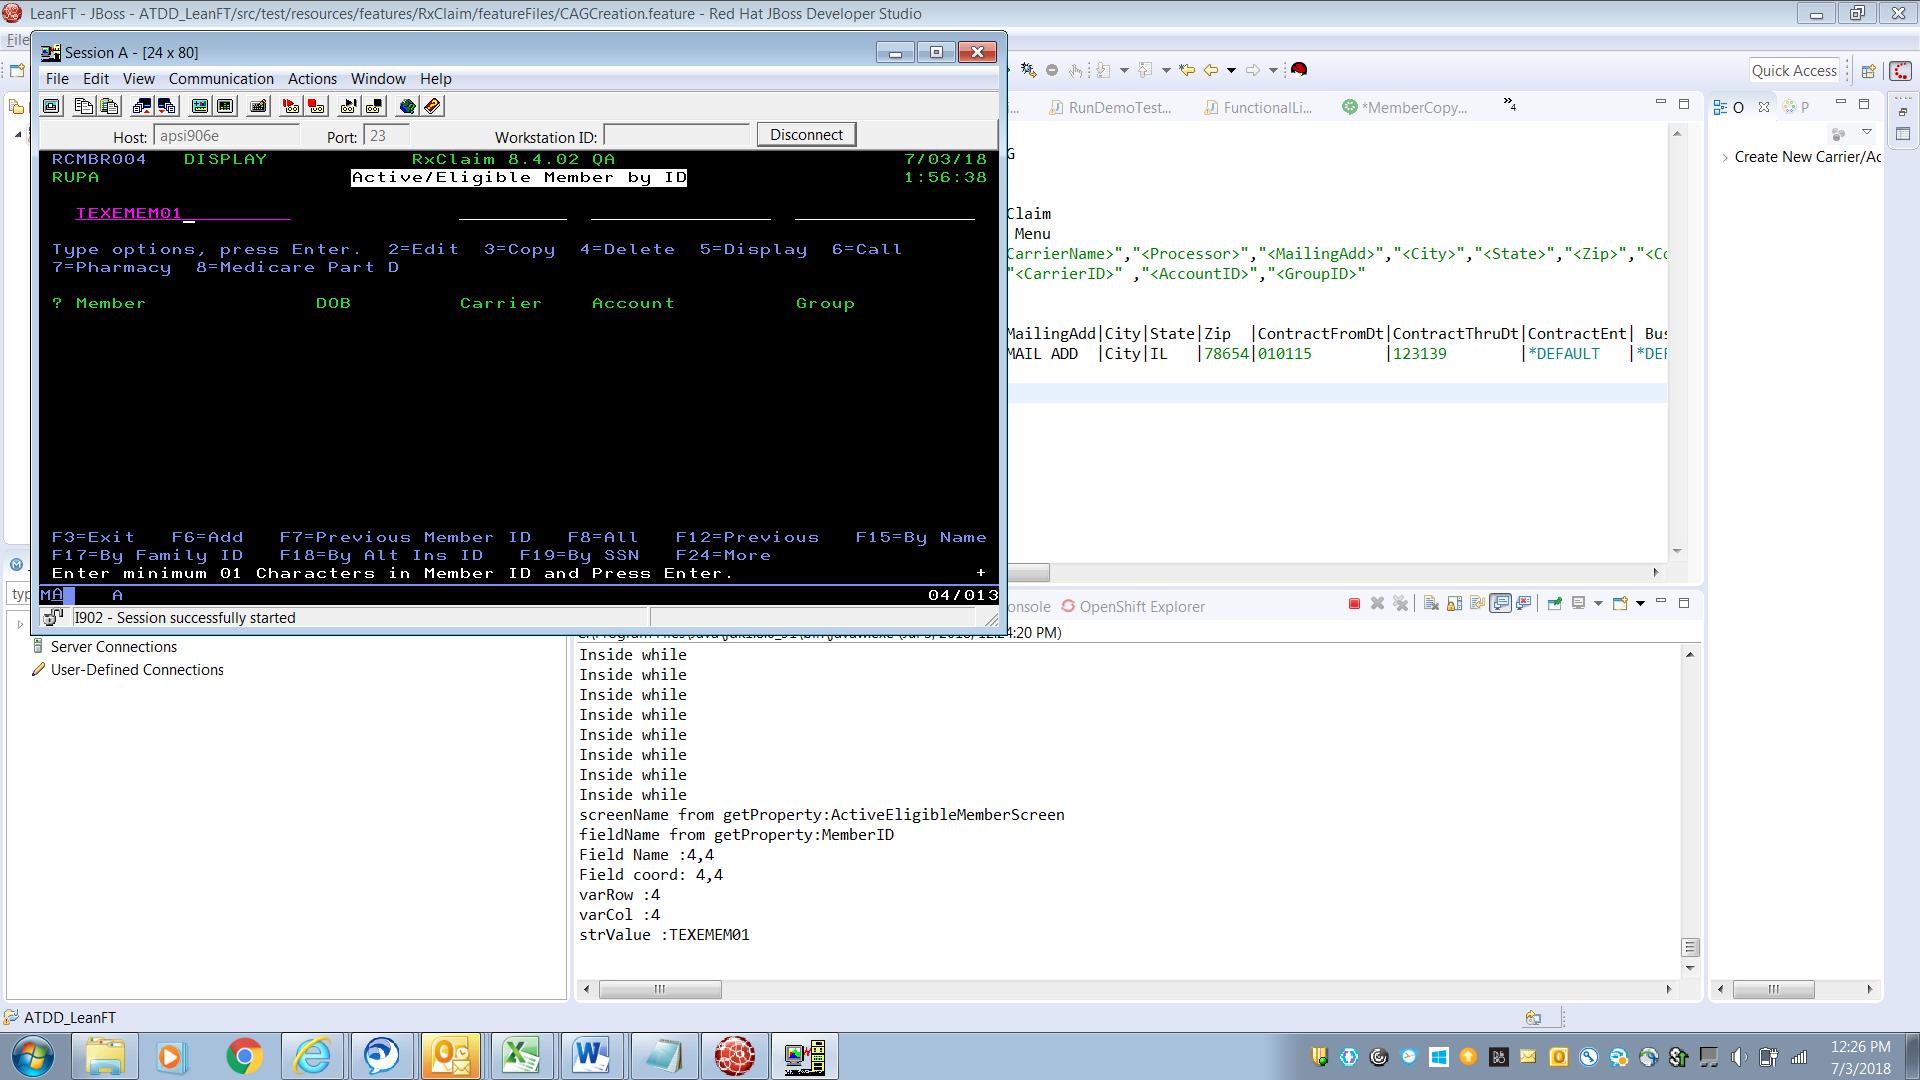 LeanFT - JBoss - ATDD_LeanFT/src/test/resources/features/RxClaim/featureFiles/CAGCreation.feature - Red Hat JBoss Developer Studio
File
Session A - [24 x 80]
File Edit View Communication Actions Window Help
Quick Access
RunDemoTest... FunctionalLi... *MemberCopy... »4
O P
Host: apsi906e Port: 23 Workstation ID: Disconnect
RCMBR004 DISPLAY RxClaim 8.4.02 QA 7/03/18
RUPA Active/Eligible Member by ID 1:56:38
TEXEMEM01
Type options, press Enter. 2=Edit 3=Copy 4=Delete 5=Display 6=Call
7=Pharmacy 8=Medicare Part D
? Member DOB Carrier Account Group
F3=Exit F6=Add F7=Previous Member ID F8=All F12=Previous F15=By Name
F17=By Family ID F18=By Alt Ins ID F19=By SSN F24=More
Enter minimum 01 Characters in Member ID and Press Enter. +
MA A 04/013
I902 - Session successfully started
G
Claim
Menu
CarrierName>","<Processor>","<MailingAdd>","<City>","<State>","<Zip>","<Co
"<CarrierID>" ,"<AccountID>","<GroupID>"
MailingAdd|City|State|Zip |ContractFromDt|ContractThruDt|ContractEnt| Bus
MAIL ADD |City|IL |78654|010115 |123139 |*DEFAULT |*DEF
Create New Carrier/Ac
typ
Server Connections
User-Defined Connections
onsole OpenShift Explorer
4:20 PM)
Inside while
Inside while
Inside while
Inside while
Inside while
Inside while
Inside while
Inside while
screenName from getProperty:ActiveEligibleMemberScreen
fieldName from getProperty:MemberID
Field Name :4,4
Field coord: 4,4
varRow :4
varCol :4
strValue :TEXEMEM01
ATDD_LeanFT
12:26 PM
7/3/2018